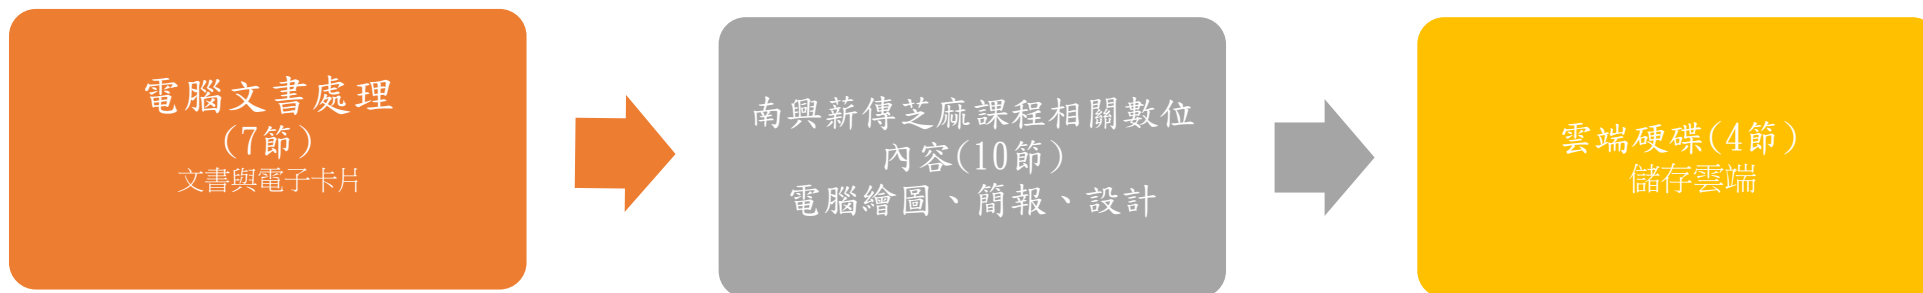 電腦文書處理
(7節)
文書與電子卡片
南興薪傳芝麻課程相關數位
內容(10節)
電腦繪圖、簡報、設計
雲端硬碟(4節)
儲存雲端